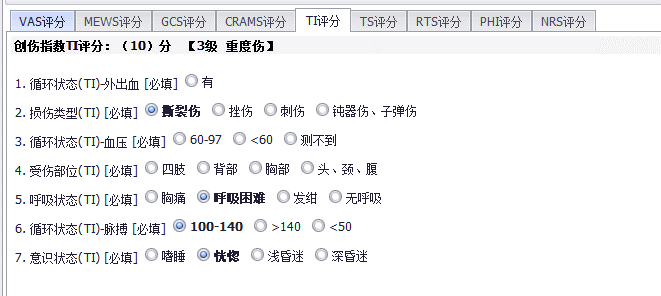 VAS评分 MEWS评分 GCS评分 CRAMS评分 TI评分 TS评分 RTS评分 PHI评分 NRS评分
创伤指数TI评分：（10）分 【3级 重度伤】
1. 循环状态(TI)-外出血 [必填] 有
2. 损伤类型(TI) [必填] 撕裂伤 挫伤 刺伤 钝器伤、子弹伤
3. 循环状态(TI)-血压 [必填] 60-97 <60 测不到
4. 受伤部位(TI) [必填] 四肢 背部 胸部 头、颈、腹
5. 呼吸状态(TI) [必填] 胸痛 呼吸困难 发绀 无呼吸
6. 循环状态(TI)-脉搏 [必填] 100-140 >140 <50
7. 意识状态(TI) [必填] 嗜睡 恍惚 浅昏迷 深昏迷